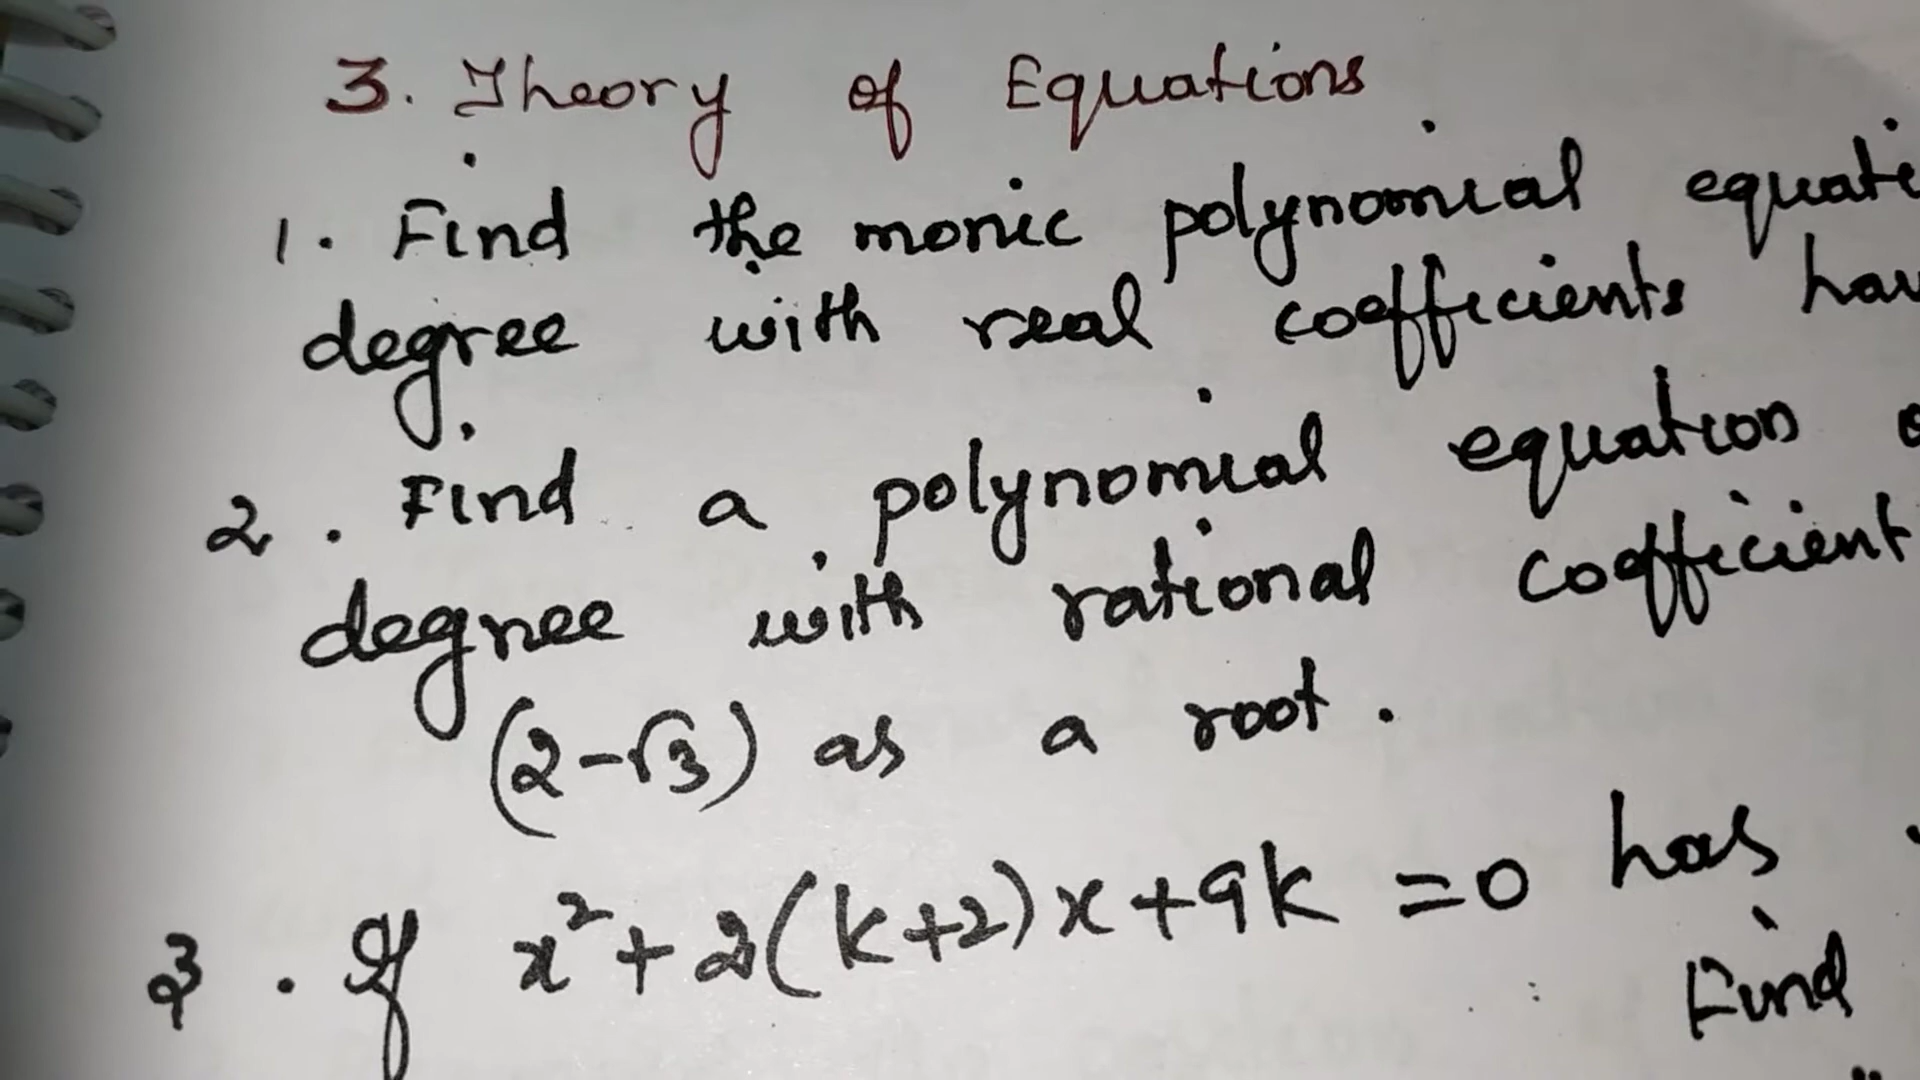 3. Theory of Equations
1. Find the monic polynomial equati
degree with real coefficients hav
2. Find a polynomial equation o
degree with rational coefficient
(2-√3) as a root.
3. If x²+2(k+2)x+9k=0 has
Find